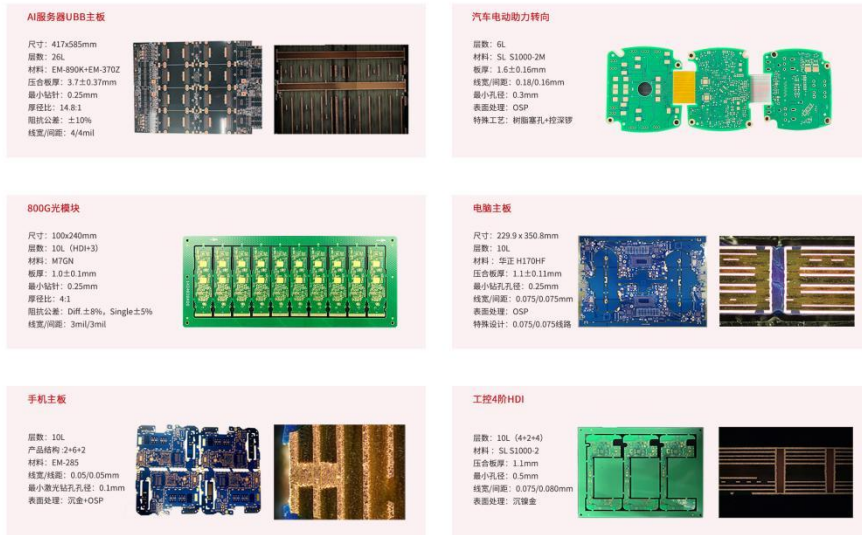 AI服务器UBB主板
尺寸：417x585mm
层数：26L
材料：EM-890K+EM-370Z
压合板厚：3.7±0.37mm
最小钻针：0.25mm
厚径比：14.8:1
阻抗公差：±10%
线宽/间距：4/4mil
汽车电动助力转向
层数：6L
材料：SL S1000-2M
板厚：1.6±0.16mm
线宽/间距：0.18/0.16mm
最小孔径：0.3mm
表面处理：OSP
特殊工艺：树脂塞孔+控深锣
800G光模块
尺寸：100x240mm
层数：10L（HDI+3）
材料：M7GN
板厚：1.0±0.1mm
最小钻针：0.25mm
厚径比：4:1
阻抗公差：Diff.±8%，Single±5%
线宽/间距：3mil/3mil
电脑主板
尺寸：229.9 x 350.8mm
层数：10L
材料：华正 H170HF
压合板厚：1.1±0.11mm
最小钻孔孔径：0.25mm
线宽/间距：0.075/0.075mm
表面处理：OSP
特殊设计：0.075/0.075线路
手机主板
层数：10L
产品结构 :2+6+2
材料：EM-285
线宽/线距：0.05/0.05mm
最小激光钻孔孔径：0.1mm
表面处理：沉金+OSP
工控4阶HDI
层数：10L（4+2+4）
材料：SL S1000-2
压合板厚：1.1mm
最小孔径：0.5mm
线宽/间距：0.075/0.080mm
表面处理：沉镍金